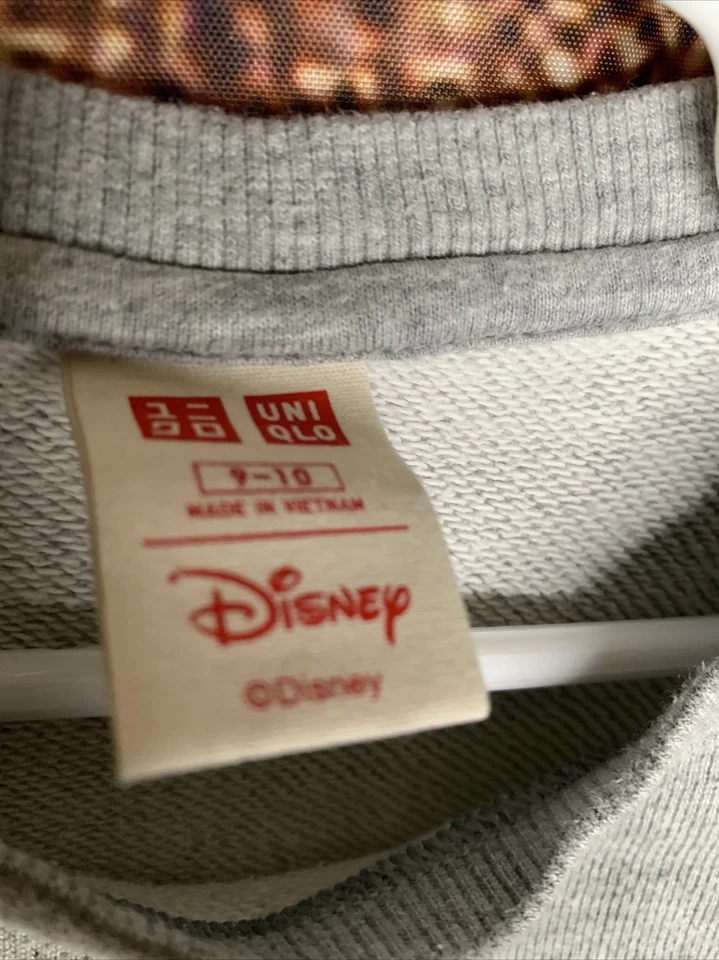 ユニ UNI
クロ QLO
9-10
MADE IN VIETNAM
Disney
©Disney